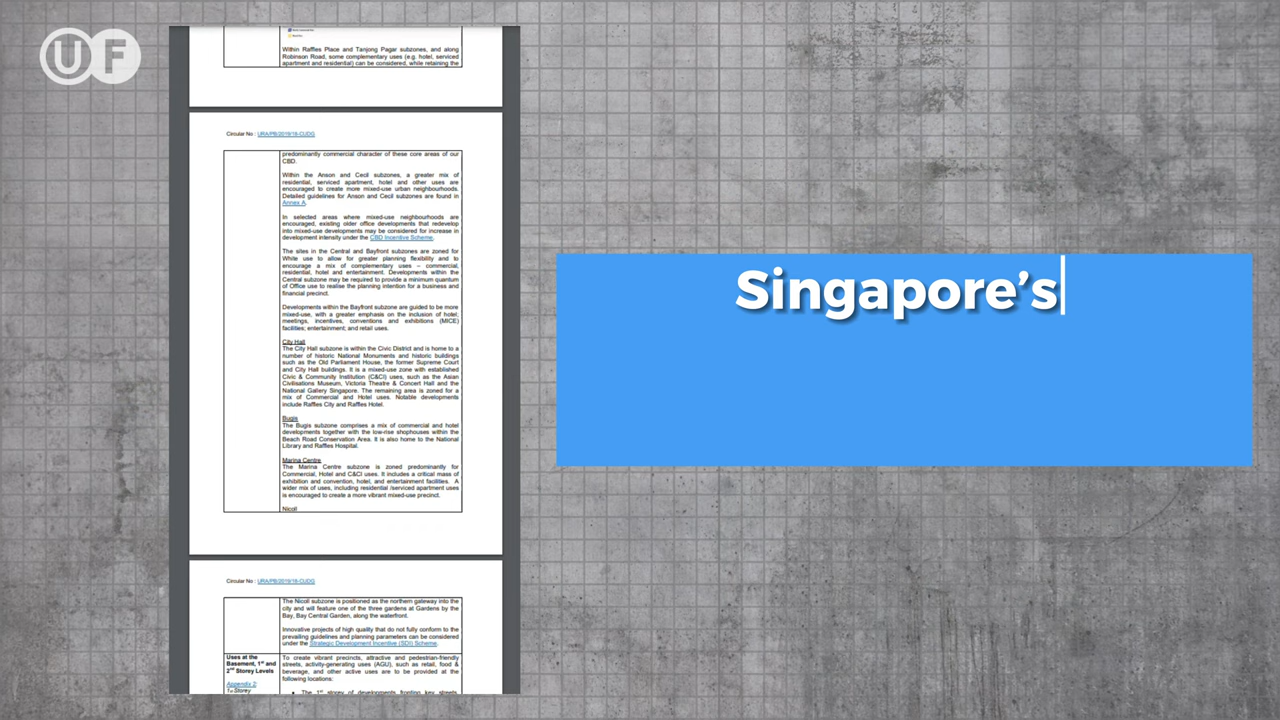 UF
Within Raffles Place and Tanjong Pagar subzones, and along
Robinson Road, some complementary uses (e.g. hotel, serviced
apartment and residential) can be considered, while retaining the
Circular No : URA/PB/2019/18-CUDG
predominantly commercial character of these core areas of our
CBD.
Within the Anson and Cecil subzones, a greater mix of
residential, serviced apartment, hotel and other uses are
encouraged to create more mixed-use urban neighbourhoods.
Detailed guidelines for Anson and Cecil subzones are found in
Annex A.
In selected areas where mixed-use neighbourhoods are
encouraged, existing older office developments that redevelop
into mixed-use developments may be considered for increase in
development intensity under the CBD Incentive Scheme.
The sites in the Central and Bayfront subzones are zoned for
White use to allow for greater planning flexibility and to
encourage a mix of complementary uses – commercial,
residential, hotel and entertainment. Developments within the
Central subzone may be required to provide a minimum quantum
of Office use to realise the planning intention for a business and
financial precinct.
Developments within the Bayfront subzone are guided to be more
mixed-use, with a greater emphasis on the inclusion of hotel,
meetings, incentives, conventions and exhibitions (MICE)
facilities; entertainment; and retail uses.
City Hall
The City Hall subzone is within the Civic District and is home to a
number of historic National Monuments and historic buildings
such as the Old Parliament House, the former Supreme Court
and City Hall buildings. It is a mixed-use zone with established
Civic & Community Institution (C&CI) uses, such as the Asian
Civilisations Museum, Victoria Theatre & Concert Hall and the
National Gallery Singapore. The remaining area is zoned for a
mix of Commercial and Hotel uses. Notable developments
include Raffles City and Raffles Hotel.
Bugis
The Bugis subzone comprises a mix of commercial and hotel
developments together with the low-rise shophouses within the
Beach Road Conservation Area. It is also home to the National
Library and Raffles Hospital.
Marina Centre
The Marina Centre subzone is zoned predominantly for
Commercial, Hotel and C&CI uses. It includes a critical mass of
exhibition and convention, hotel, and entertainment facilities. A
wider mix of uses, including residential /serviced apartment uses
is encouraged to create a more vibrant mixed-use precinct.
Nicoll
Circular No : URA/PB/2019/18-CUDG
The Nicoll subzone is positioned as the northern gateway into the
city and will feature one of the three gardens at Gardens by the
Bay, Bay Central Garden, along the waterfront.
Innovative projects of high quality that do not fully conform to the
prevailing guidelines and planning parameters can be considered
under the Strategic Development Incentive (SDI) Scheme.
Uses at the
Basement, 1st and
2nd Storey Levels
Appendix 2:
1st Storey
To create vibrant precincts, attractive and pedestrian-friendly
streets, activity-generating uses (AGU), such as retail, food &
beverage, and other active uses are to be provided at the
following locations:
• The 1st storey of developments fronting key streets,
Singapore’s